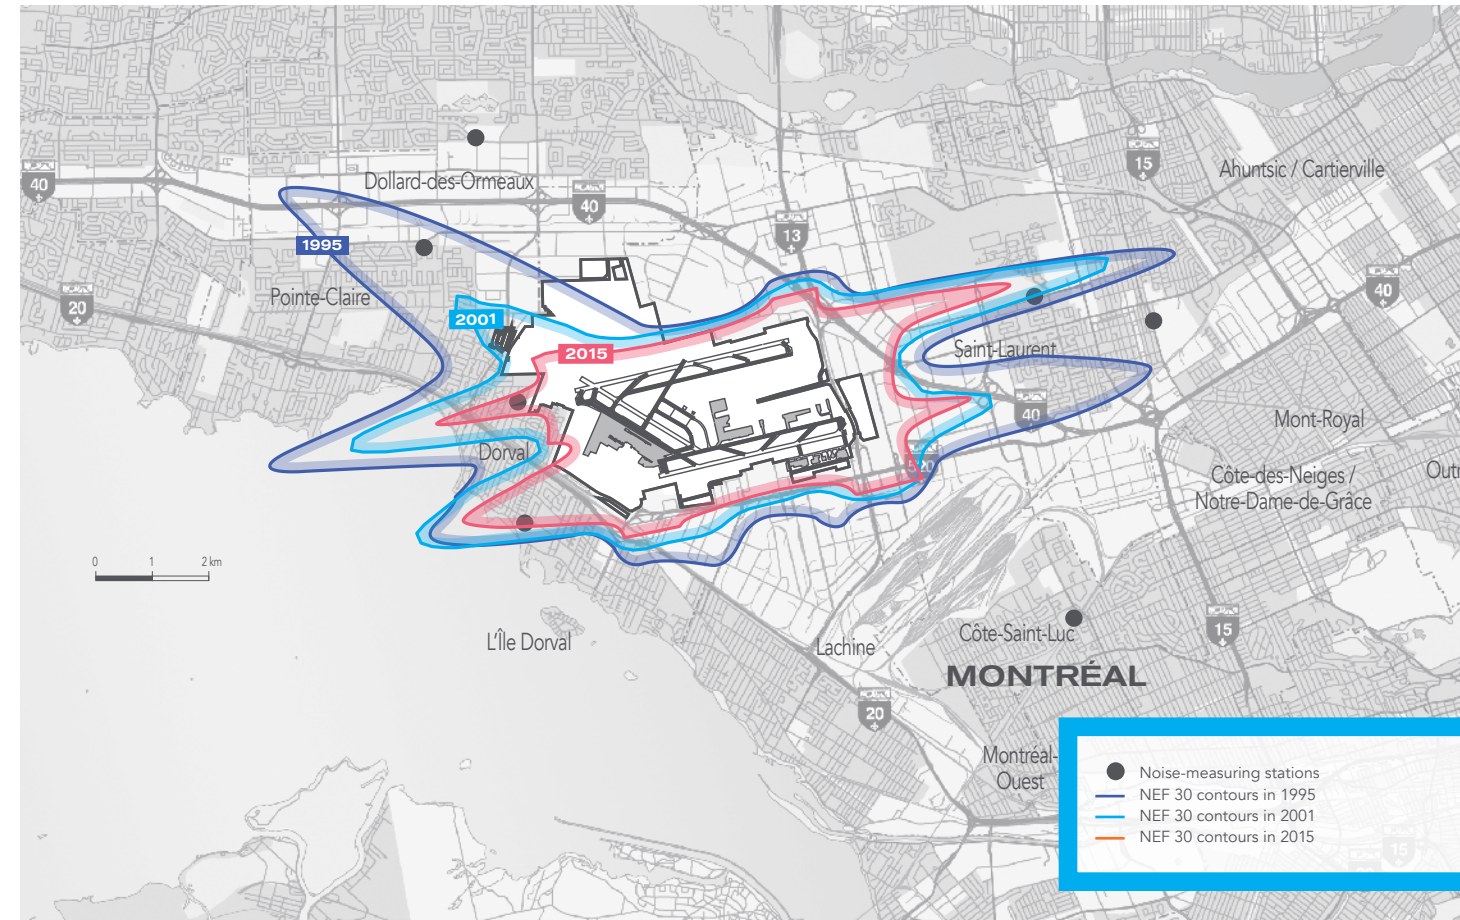 15
Ahuntsic / Cartierville
40
Dollard-des-Ormeaux
40
13
1995
Pointe-Claire
40
20
2001
2015
Saint-Laurent
40
Mont-Royal
Dorval
520
Côte-des-Neiges /
Notre-Dame-de-Grâce
Outr
0 1 2 km
L'Île Dorval
Lachine
Côte-Saint-Luc
15
MONTRÉAL
20
Montréal-
Ouest
Noise-measuring stations
NEF 30 contours in 1995
NEF 30 contours in 2001
NEF 30 contours in 2015
15